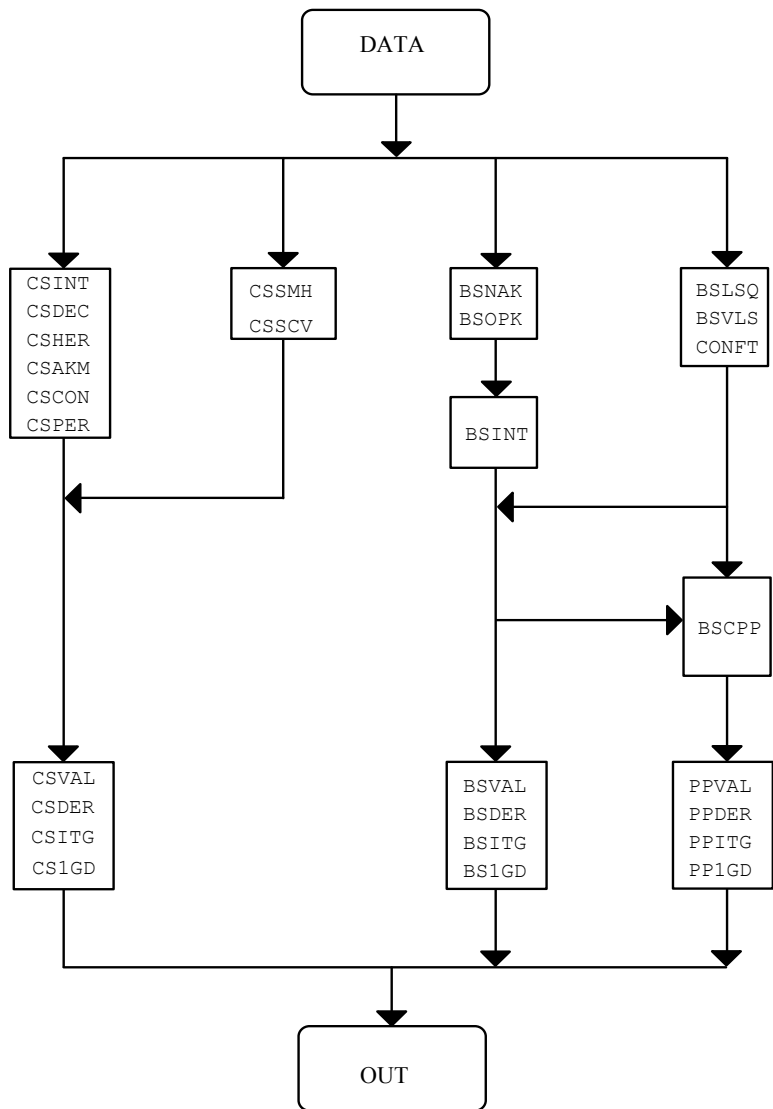 DATA
CSINT
CSDEC
CSHER
CSAKM
CSCON
CSPER
CSSMH
CSSCV
BSNAK
BSOPK
BSLSQ
BSVLS
CONFT
BSINT
BSCPP
CSVAL
CSDER
CSITG
CS1GD
BSVAL
BSDER
BSITG
BS1GD
PPVAL
PPDER
PPITG
PP1GD
OUT